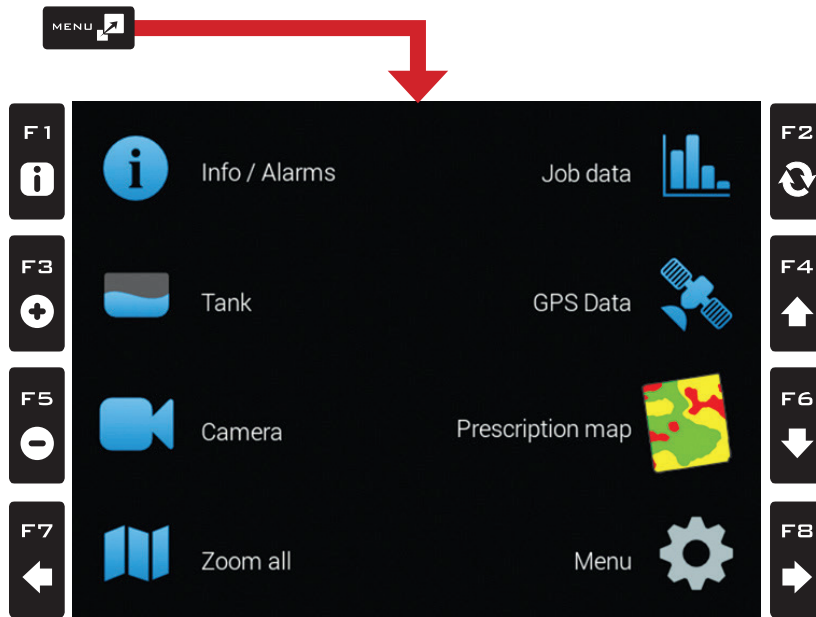 MENU
F1
Info / Alarms
Job data
F2
F3
Tank
GPS Data
F4
F5
Camera
Prescription map
F6
F7
Zoom all
Menu
F8